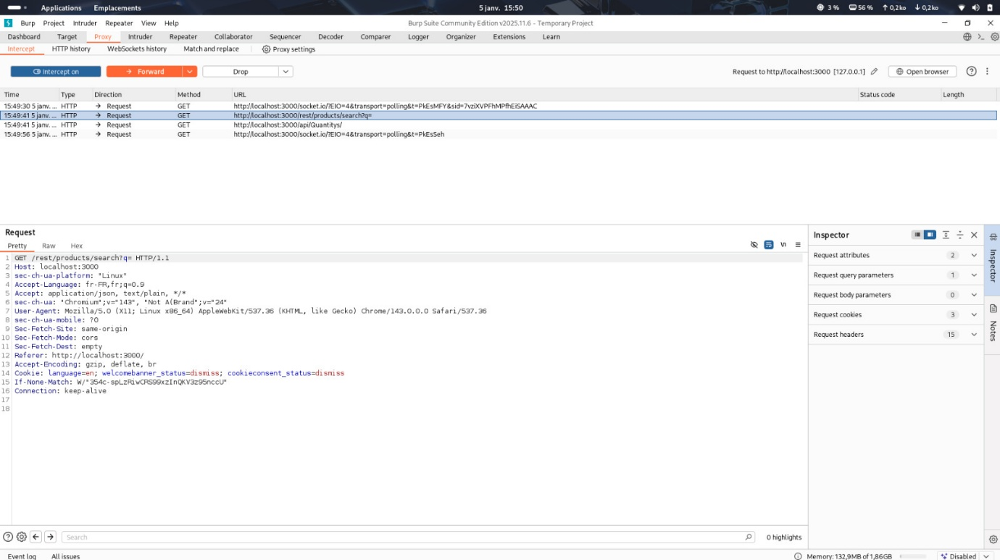 Applications Emplacements 5 janv. 15:50 3 % 56 % 0,2ko 0,2ko
Burp Project Intruder Repeater View Help Burp Suite Community Edition v2025.11.6 - Temporary Project
Dashboard Target Proxy Intruder Repeater Collaborator Sequencer Decoder Comparer Logger Organizer Extensions Learn
Intercept HTTP history WebSockets history Match and replace Proxy settings
Intercept on Forward Drop Request to http://localhost:3000 [127.0.0.1] Open browser
Time Type Direction Method URL Status code Length
15:49:30 5 janv. ... HTTP → Request GET http://localhost:3000/socket.io/?EIO=4&transport=polling&t=PkEsMFY&sid=7vziXVPFhMPfhEiSAAAC
15:49:41 5 janv. ... HTTP → Request GET http://localhost:3000/rest/products/search?q=
15:49:41 5 janv. ... HTTP → Request GET http://localhost:3000/api/Quantitys/
15:49:56 5 janv. ... HTTP → Request GET http://localhost:3000/socket.io/?EIO=4&transport=polling&t=PkEsSeh
Request
Pretty Raw Hex \n
1 GET /rest/products/search?q= HTTP/1.1
2 Host: localhost:3000
3 sec-ch-ua-platform: "Linux"
4 Accept-Language: fr-FR,fr;q=0.9
5 Accept: application/json, text/plain, */*
6 sec-ch-ua: "Chromium";v="143", "Not A(Brand";v="24"
7 User-Agent: Mozilla/5.0 (X11; Linux x86_64) AppleWebKit/537.36 (KHTML, like Gecko) Chrome/143.0.0.0 Safari/537.36
8 sec-ch-ua-mobile: ?0
9 Sec-Fetch-Site: same-origin
10 Sec-Fetch-Mode: cors
11 Sec-Fetch-Dest: empty
12 Referer: http://localhost:3000/
13 Accept-Encoding: gzip, deflate, br
14 Cookie: language=en; welcomebanner_status=dismiss; cookieconsent_status=dismiss
15 If-None-Match: W/"354c-spLzRiwCRS99xzInQKV3z95nccU"
16 Connection: keep-alive
17
18
Inspector
Request attributes 2
Request query parameters 1
Request body parameters 0
Request cookies 3
Request headers 15
Inspector
Notes
Search 0 highlights
Event log All issues Memory: 132,9MB of 1,86GB Disabled